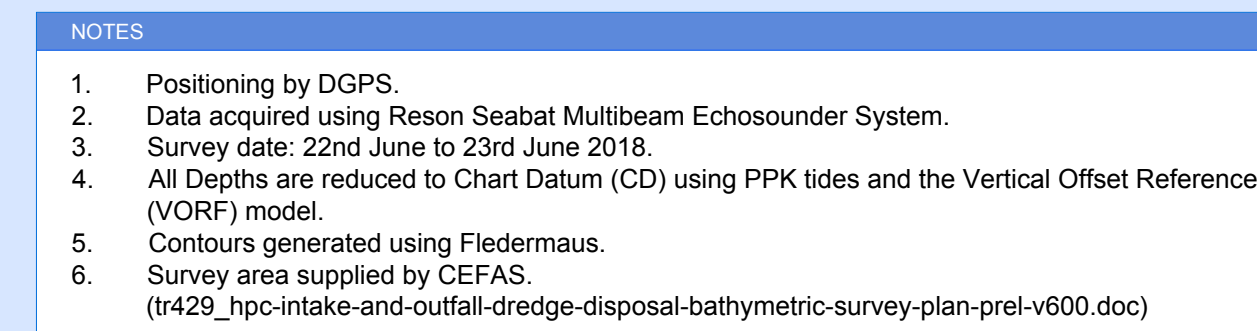 NOTES
1. Positioning by DGPS.
2. Data acquired using Reson Seabat Multibeam Echosounder System.
3. Survey date: 22nd June to 23rd June 2018.
4. All Depths are reduced to Chart Datum (CD) using PPK tides and the Vertical Offset Reference
(VORF) model.
5. Contours generated using Fledermaus.
6. Survey area supplied by CEFAS.
(tr429_hpc-intake-and-outfall-dredge-disposal-bathymetric-survey-plan-prel-v600.doc)